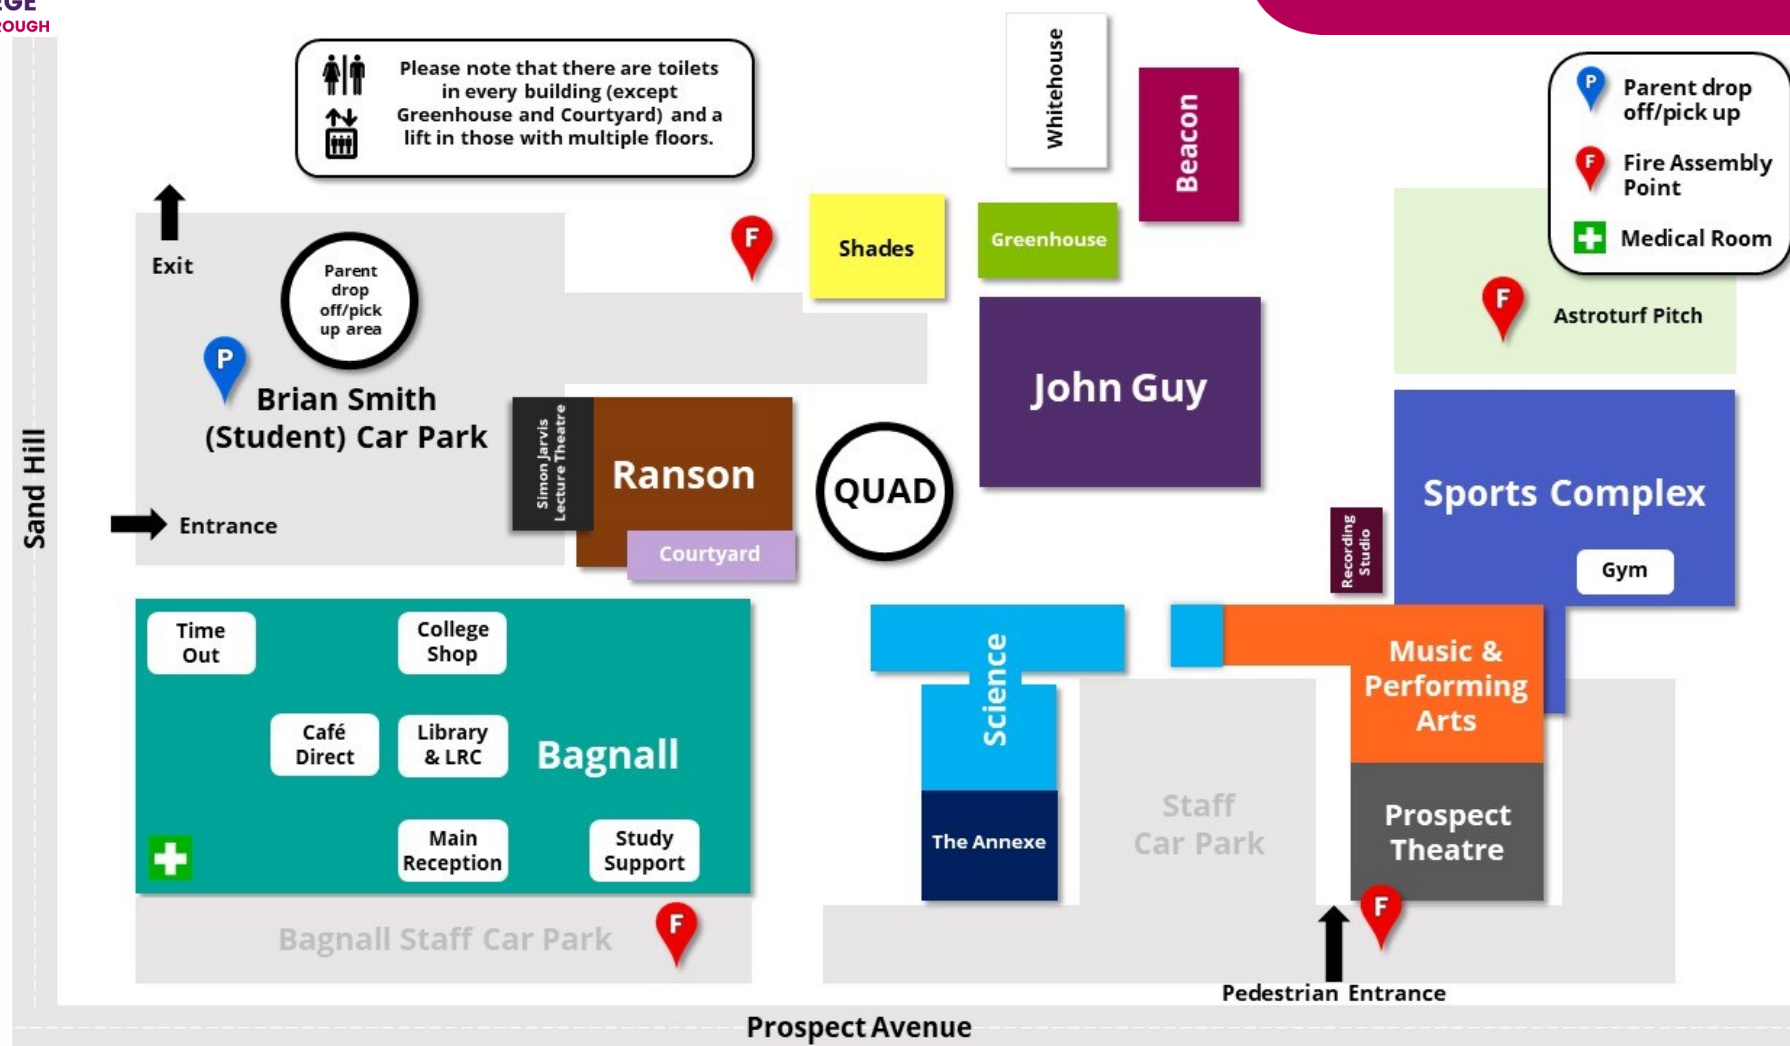 ROUGH
Please note that there are toilets
in every building (except
Greenhouse and Courtyard) and a
lift in those with multiple floors.
Whitehouse
Beacon
P
Parent drop
off/pick up
F
Fire Assembly
Point
Medical Room
Exit
Parent
drop
off/pick
up area
F
Shades
Greenhouse
F
Astroturf Pitch
P
Brian Smith
(Student) Car Park
Simon Jarvis
Lecture Theatre
Ranson
Courtyard
QUAD
John Guy
Sports Complex
Gym
Recording
Studio
Sand Hill
Entrance
Time
Out
College
Shop
Café
Direct
Library
& LRC
Bagnall
Main
Reception
Study
Support
Science
The Annexe
Staff
Car Park
Music &
Performing
Arts
Prospect
Theatre
Bagnall Staff Car Park
F
F
Pedestrian Entrance
Prospect Avenue